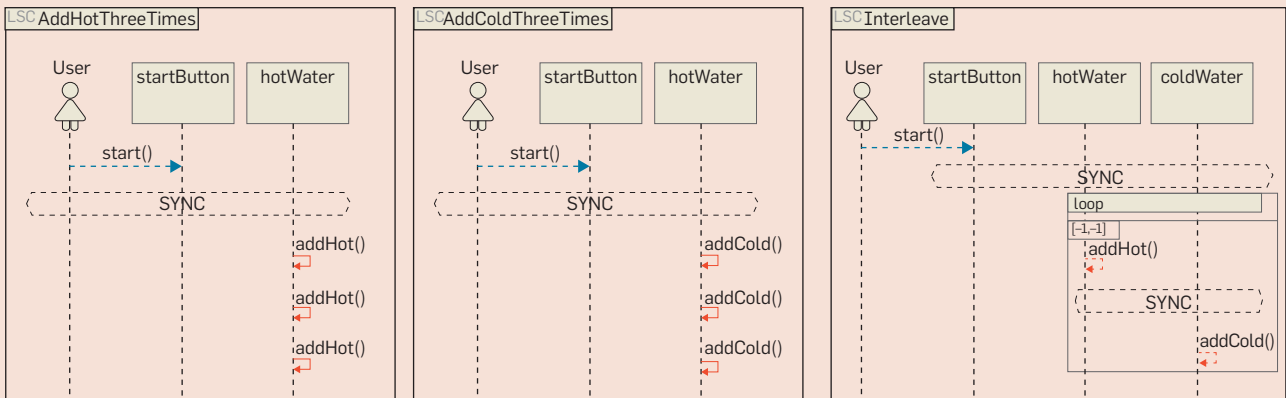 LSC AddHotThreeTimes
User
startButton
hotWater
start()
SYNC
addHot()
addHot()
addHot()
LSC AddColdThreeTimes
User
startButton
hotWater
start()
SYNC
addCold()
addCold()
addCold()
LSC Interleave
User
startButton
hotWater
coldWater
start()
SYNC
loop
[–1,–1]
addHot()
SYNC
addCold()